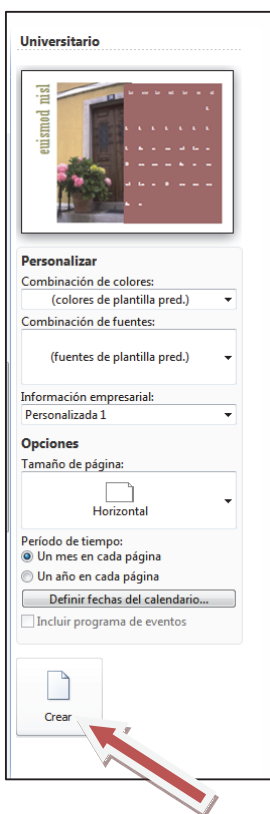 Universitario
euismod nisl
Personalizar
Combinación de colores:
(colores de plantilla pred.)
Combinación de fuentes:
(fuentes de plantilla pred.)
Información empresarial:
Personalizada 1
Opciones
Tamaño de página:
Horizontal
Período de tiempo:
Un mes en cada página
Un año en cada página
Definir fechas del calendario...
Incluir programa de eventos
Crear